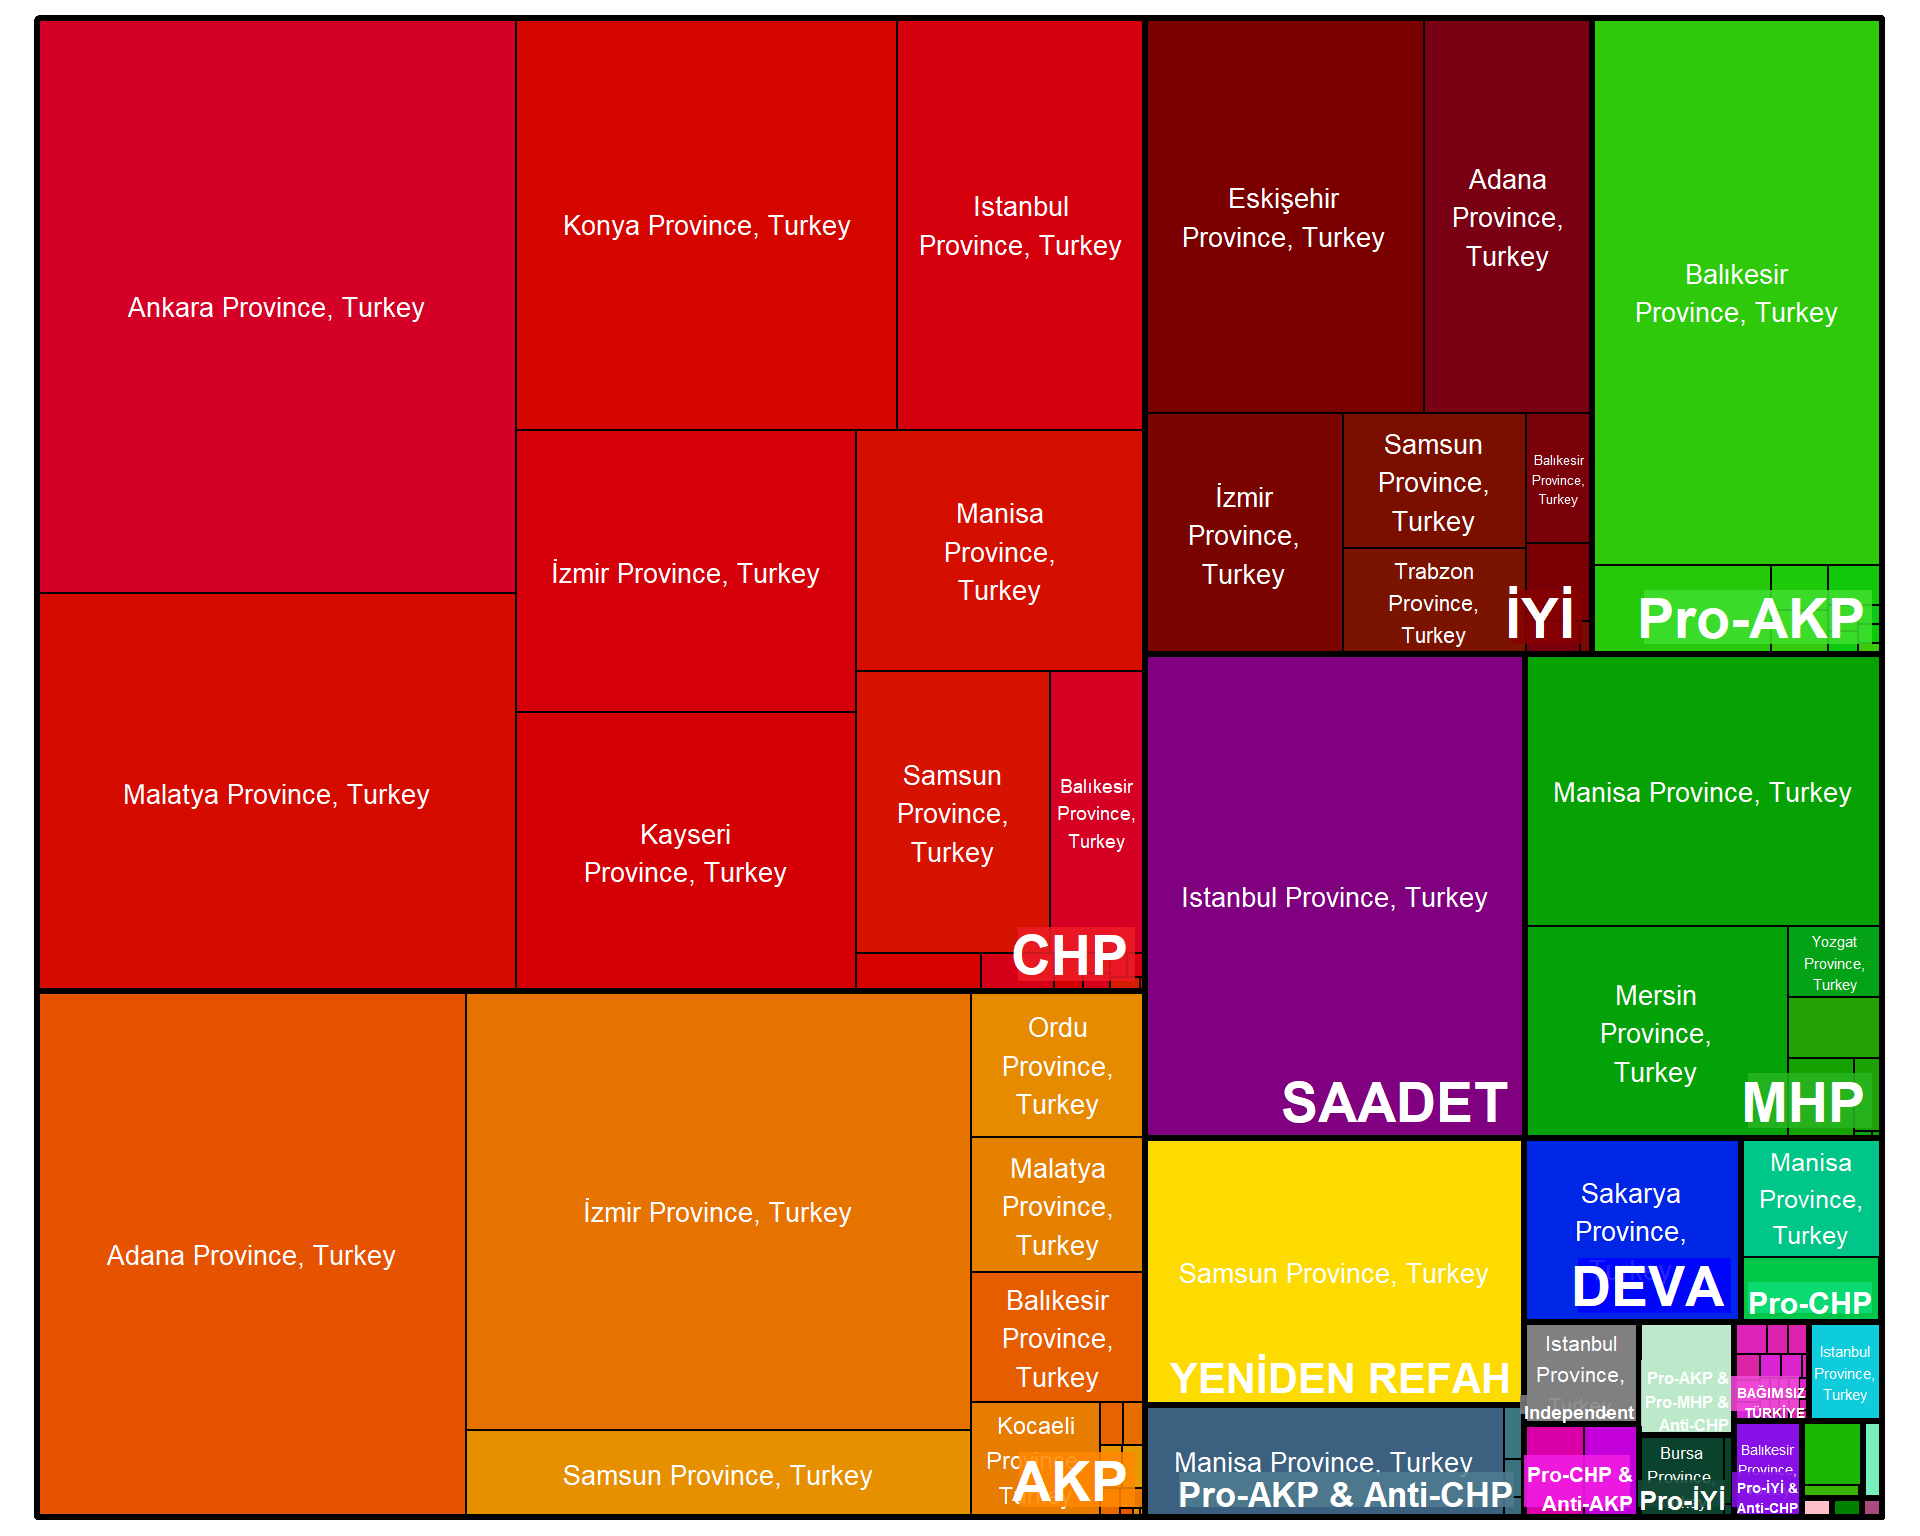 Ankara Province, Turkey
Konya Province, Turkey
Istanbul
Province, Turkey
İzmir Province, Turkey
Manisa
Province,
Turkey
Malatya Province, Turkey
Kayseri
Province, Turkey
Samsun
Province,
Turkey
Balıkesir
Province,
Turkey
CHP
Eskişehir
Province, Turkey
Adana
Province,
Turkey
İzmir
Province,
Turkey
Samsun
Province,
Turkey
Trabzon
Province,
Turkey
Balıkesir
Province,
Turkey
İYİ
Balıkesir
Province, Turkey
Pro-AKP
Istanbul Province, Turkey
SAADET
Manisa Province, Turkey
Mersin
Province,
Turkey
Yozgat
Province,
Turkey
MHP
Adana Province, Turkey
İzmir Province, Turkey
Samsun Province, Turkey
Ordu
Province,
Turkey
Malatya
Province,
Turkey
Balıkesir
Province,
Turkey
Kocaeli
Province,
Turkey
AKP
Samsun Province, Turkey
YENİDEN REFAH
Manisa Province, Turkey
Pro-AKP & Anti-CHP
Sakarya
Province,
Turkey
DEVA
Manisa
Province,
Turkey
Pro-CHP
Istanbul
Province,
Turkey
Independent
Pro-AKP &
Pro-MHP &
Anti-CHP
BAĞIMSIZ
TÜRKİYE
Istanbul
Province,
Turkey
Pro-CHP &
Anti-AKP
Bursa
Province,
Pro-İYİ
Balıkesir
Province,
Pro-İYİ &
Anti-CHP